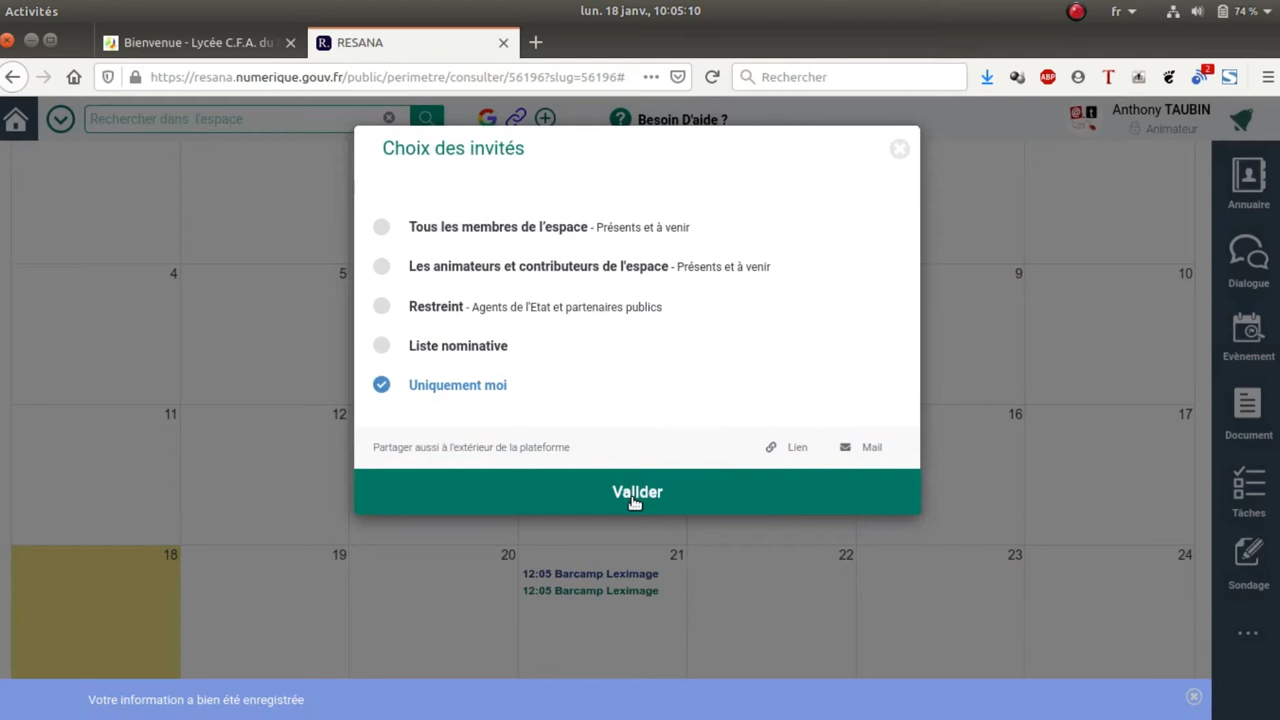 Activités
lun. 18 janv., 10:05:10
fr
74 %
Bienvenue - Lycée C.F.A. du
RESANA
https://resana.numerique.gouv.fr/public/perimetre/consulter/56196?slug=56196#
Rechercher
ABP
2
Rechercher dans l'espace
Besoin D'aide ?
Anthony TAUBIN
Animateur
Choix des invités
Tous les membres de l'espace - Présents et à venir
Les animateurs et contributeurs de l'espace - Présents et à venir
Restreint - Agents de l'Etat et partenaires publics
Liste nominative
Uniquement moi
Partager aussi à l'extérieur de la plateforme
Lien
Mail
Valider
4
5
9
10
11
12
16
17
18
19
20
21
22
23
24
12:05 Barcamp Leximage
12:05 Barcamp Leximage
Annuaire
Dialogue
Evènement
Document
Tâches
Sondage
Votre information a bien été enregistrée